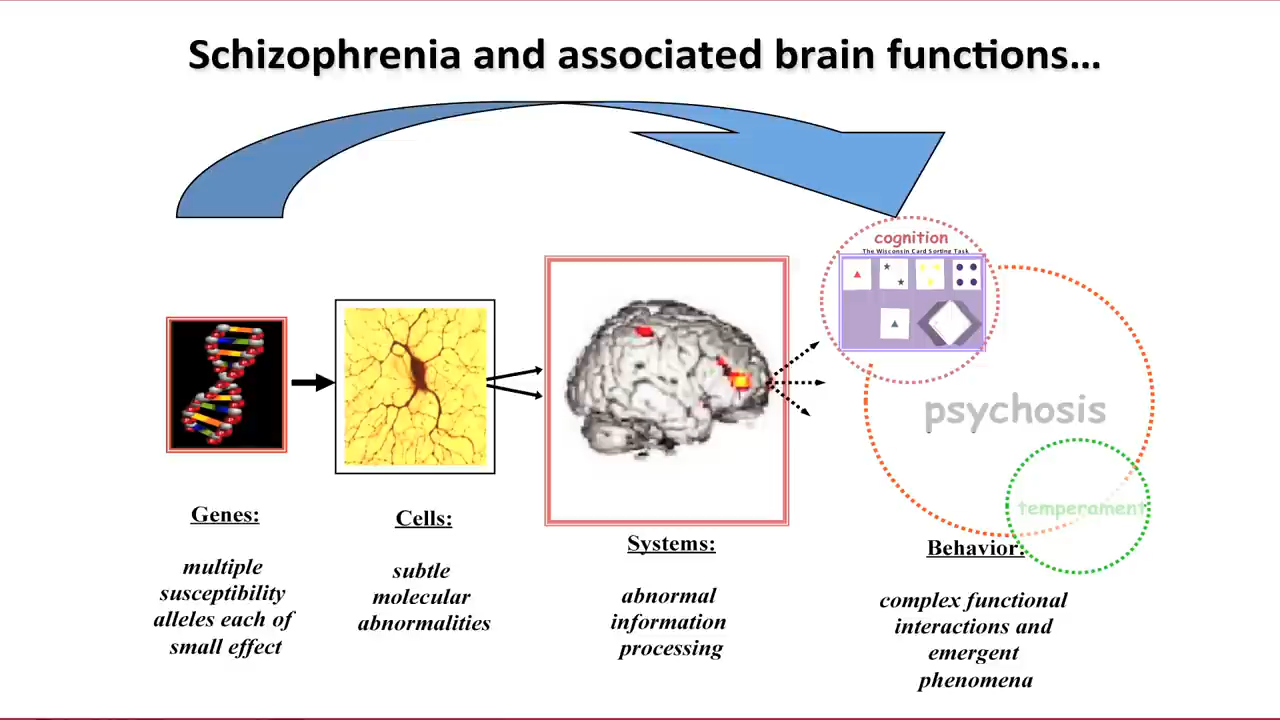 Schizophrenia and associated brain functions...
cognition
The Wisconsin Card Sorting Task
psychosis
temperament
Genes:
multiple
susceptibility
alleles each of
small effect
Cells:
subtle
molecular
abnormalities
Systems:
abnormal
information
processing
Behavior:
complex functional
interactions and
emergent
phenomena